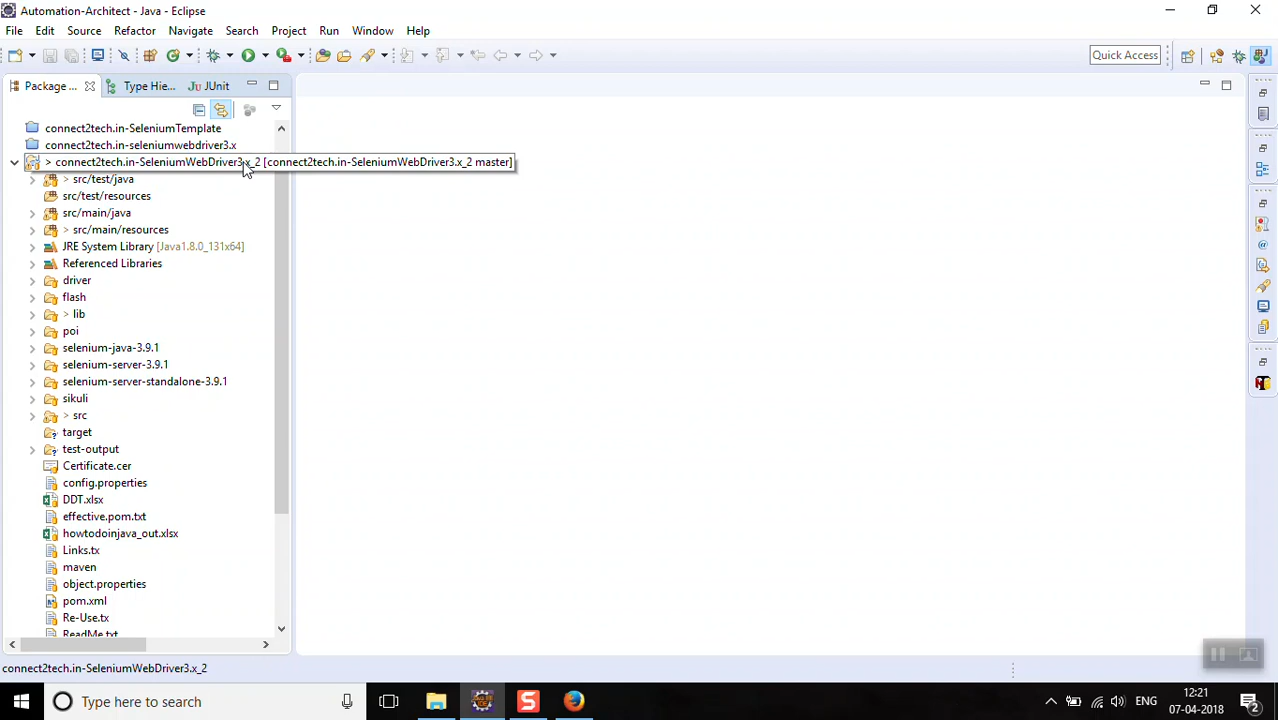 Automation-Architect - Java - Eclipse
File Edit Source Refactor Navigate Search Project Run Window Help
Quick Access
Package ... Type Hie... JUnit
connect2tech.in-SeleniumTemplate
connect2tech.in-seleniumwebdriver3.x
> connect2tech.in-SeleniumWebDriver3.x_2 [connect2tech.in-SeleniumWebDriver3.x_2 master]
> src/test/java
src/test/resources
src/main/java
> src/main/resources
JRE System Library [Java1.8.0_131x64]
Referenced Libraries
driver
flash
> lib
poi
selenium-java-3.9.1
selenium-server-3.9.1
selenium-server-standalone-3.9.1
sikuli
> src
target
test-output
Certificate.cer
config.properties
DDT.xlsx
effective.pom.txt
howtodoinjava_out.xlsx
Links.tx
maven
object.properties
pom.xml
Re-Use.tx
ReadMe.txt
connect2tech.in-SeleniumWebDriver3.x_2
Type here to search
ENG
12:21
07-04-2018
2